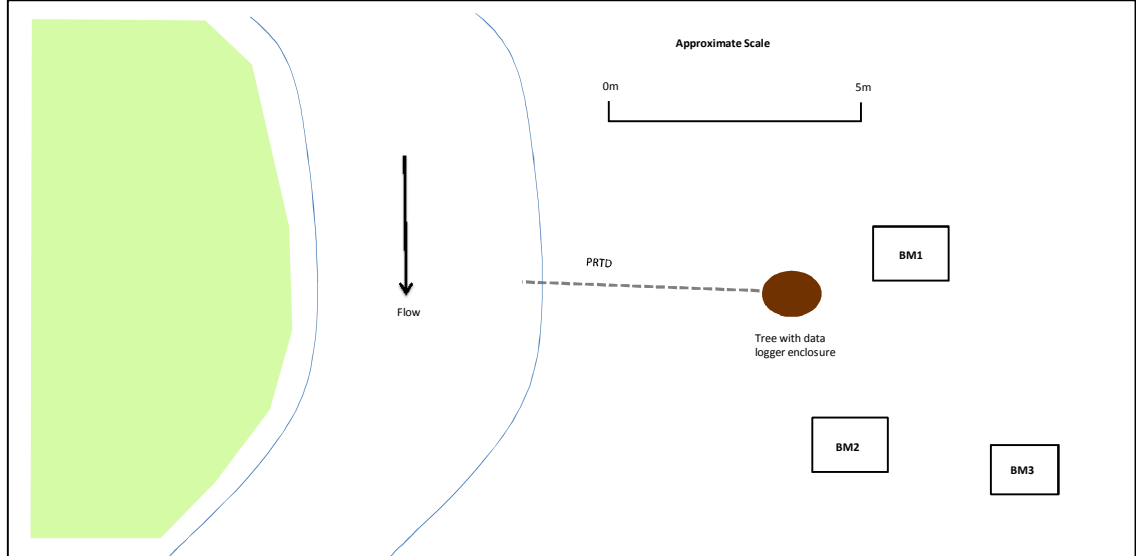 Approximate Scale
0m
5m
BM1
PRTD
Flow
Tree with data
logger enclosure
BM2
BM3